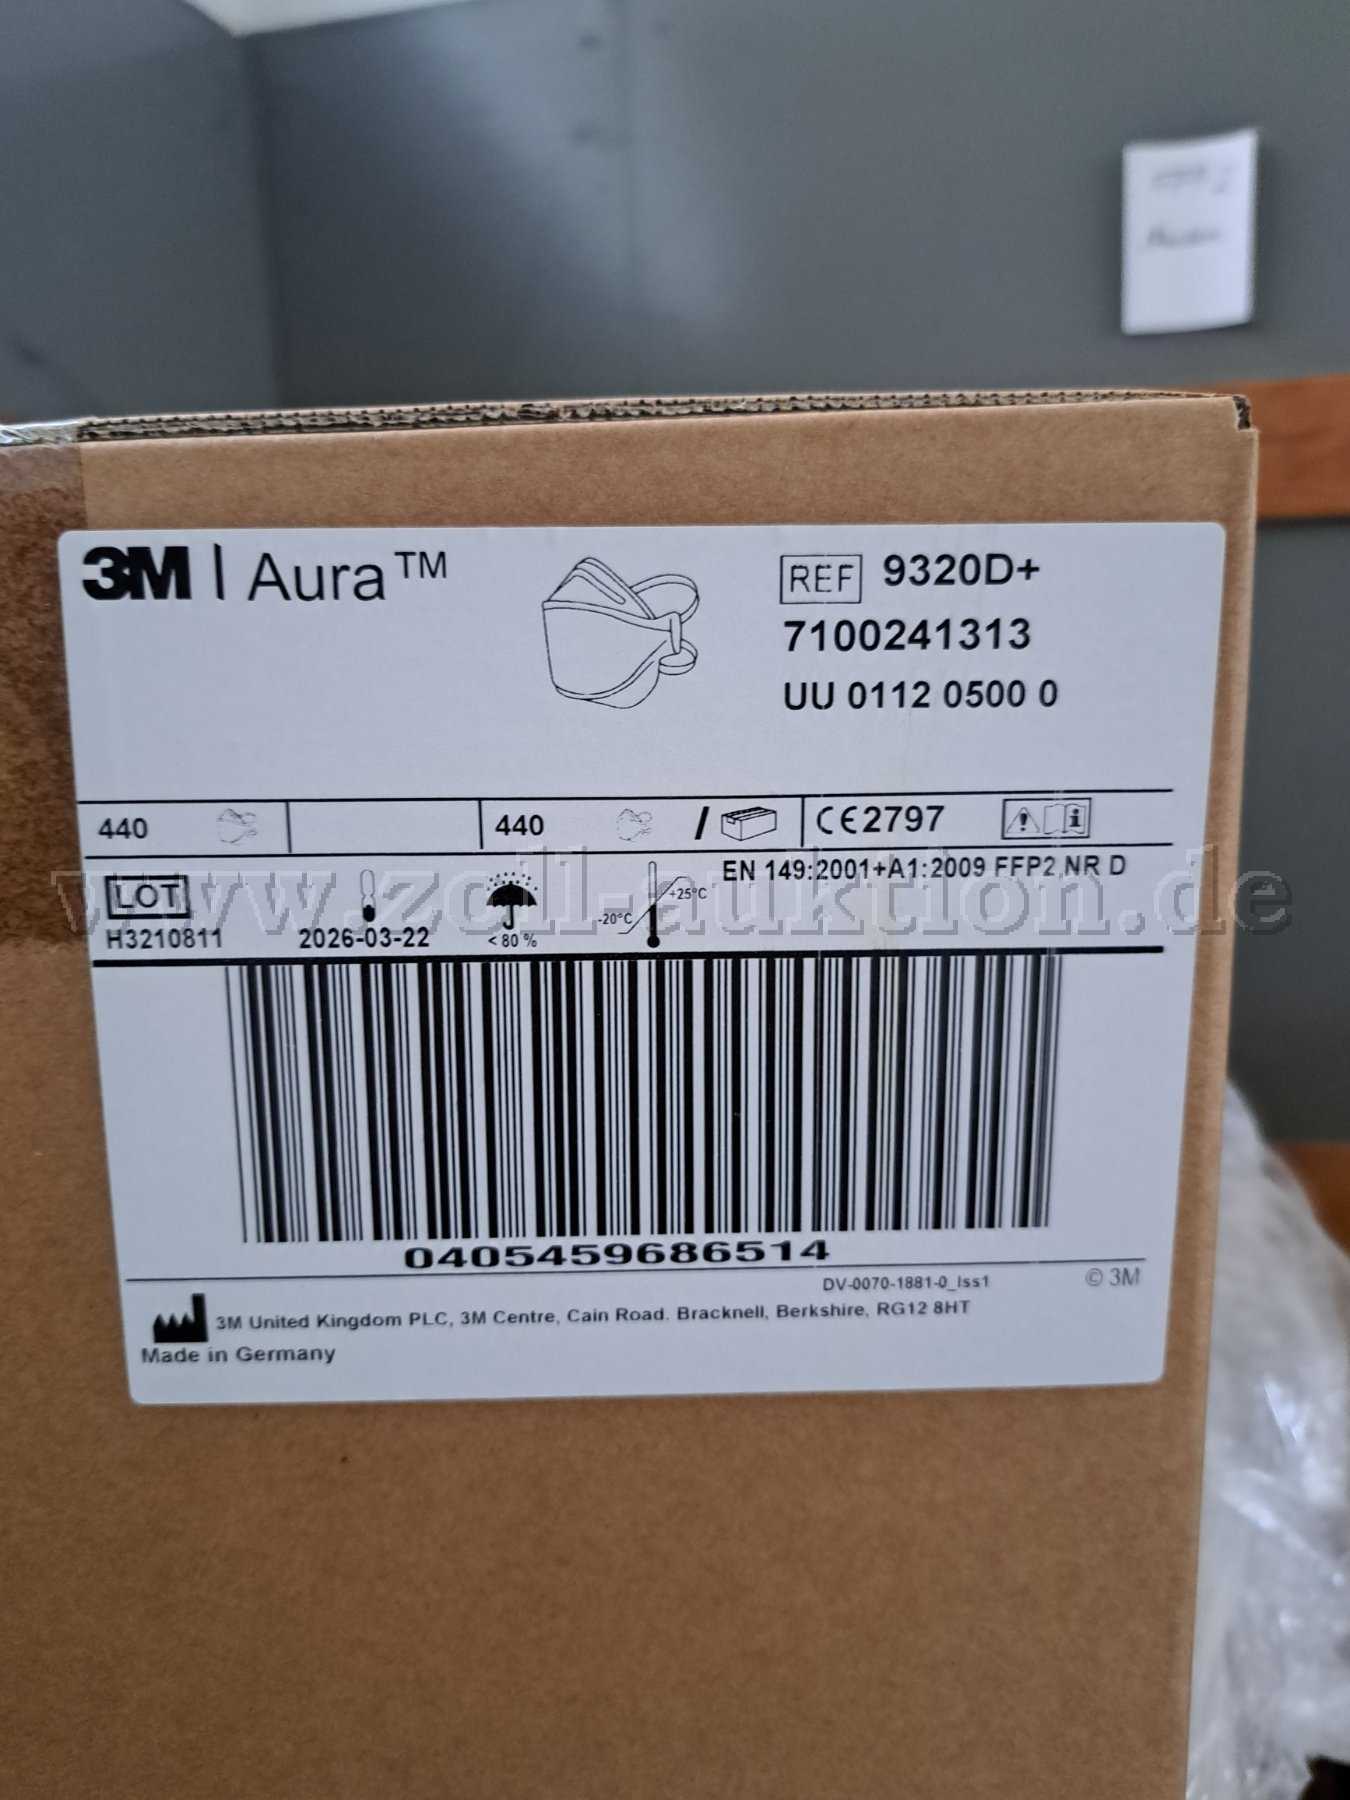 3M | Aura™
REF 9320D+
7100241313
UU 0112 0500 0
440
440 /
CE2797
i
LOT
H3210811
2026-03-22
< 80 %
-20°C
+25°C
EN 149:2001+A1:2009 FFP2 NR D
www.zoll-auktion.de
0405459686514
DV-0070-1881-0_Iss1
© 3M
3M United Kingdom PLC, 3M Centre, Cain Road. Bracknell, Berkshire, RG12 8HT
Made in Germany